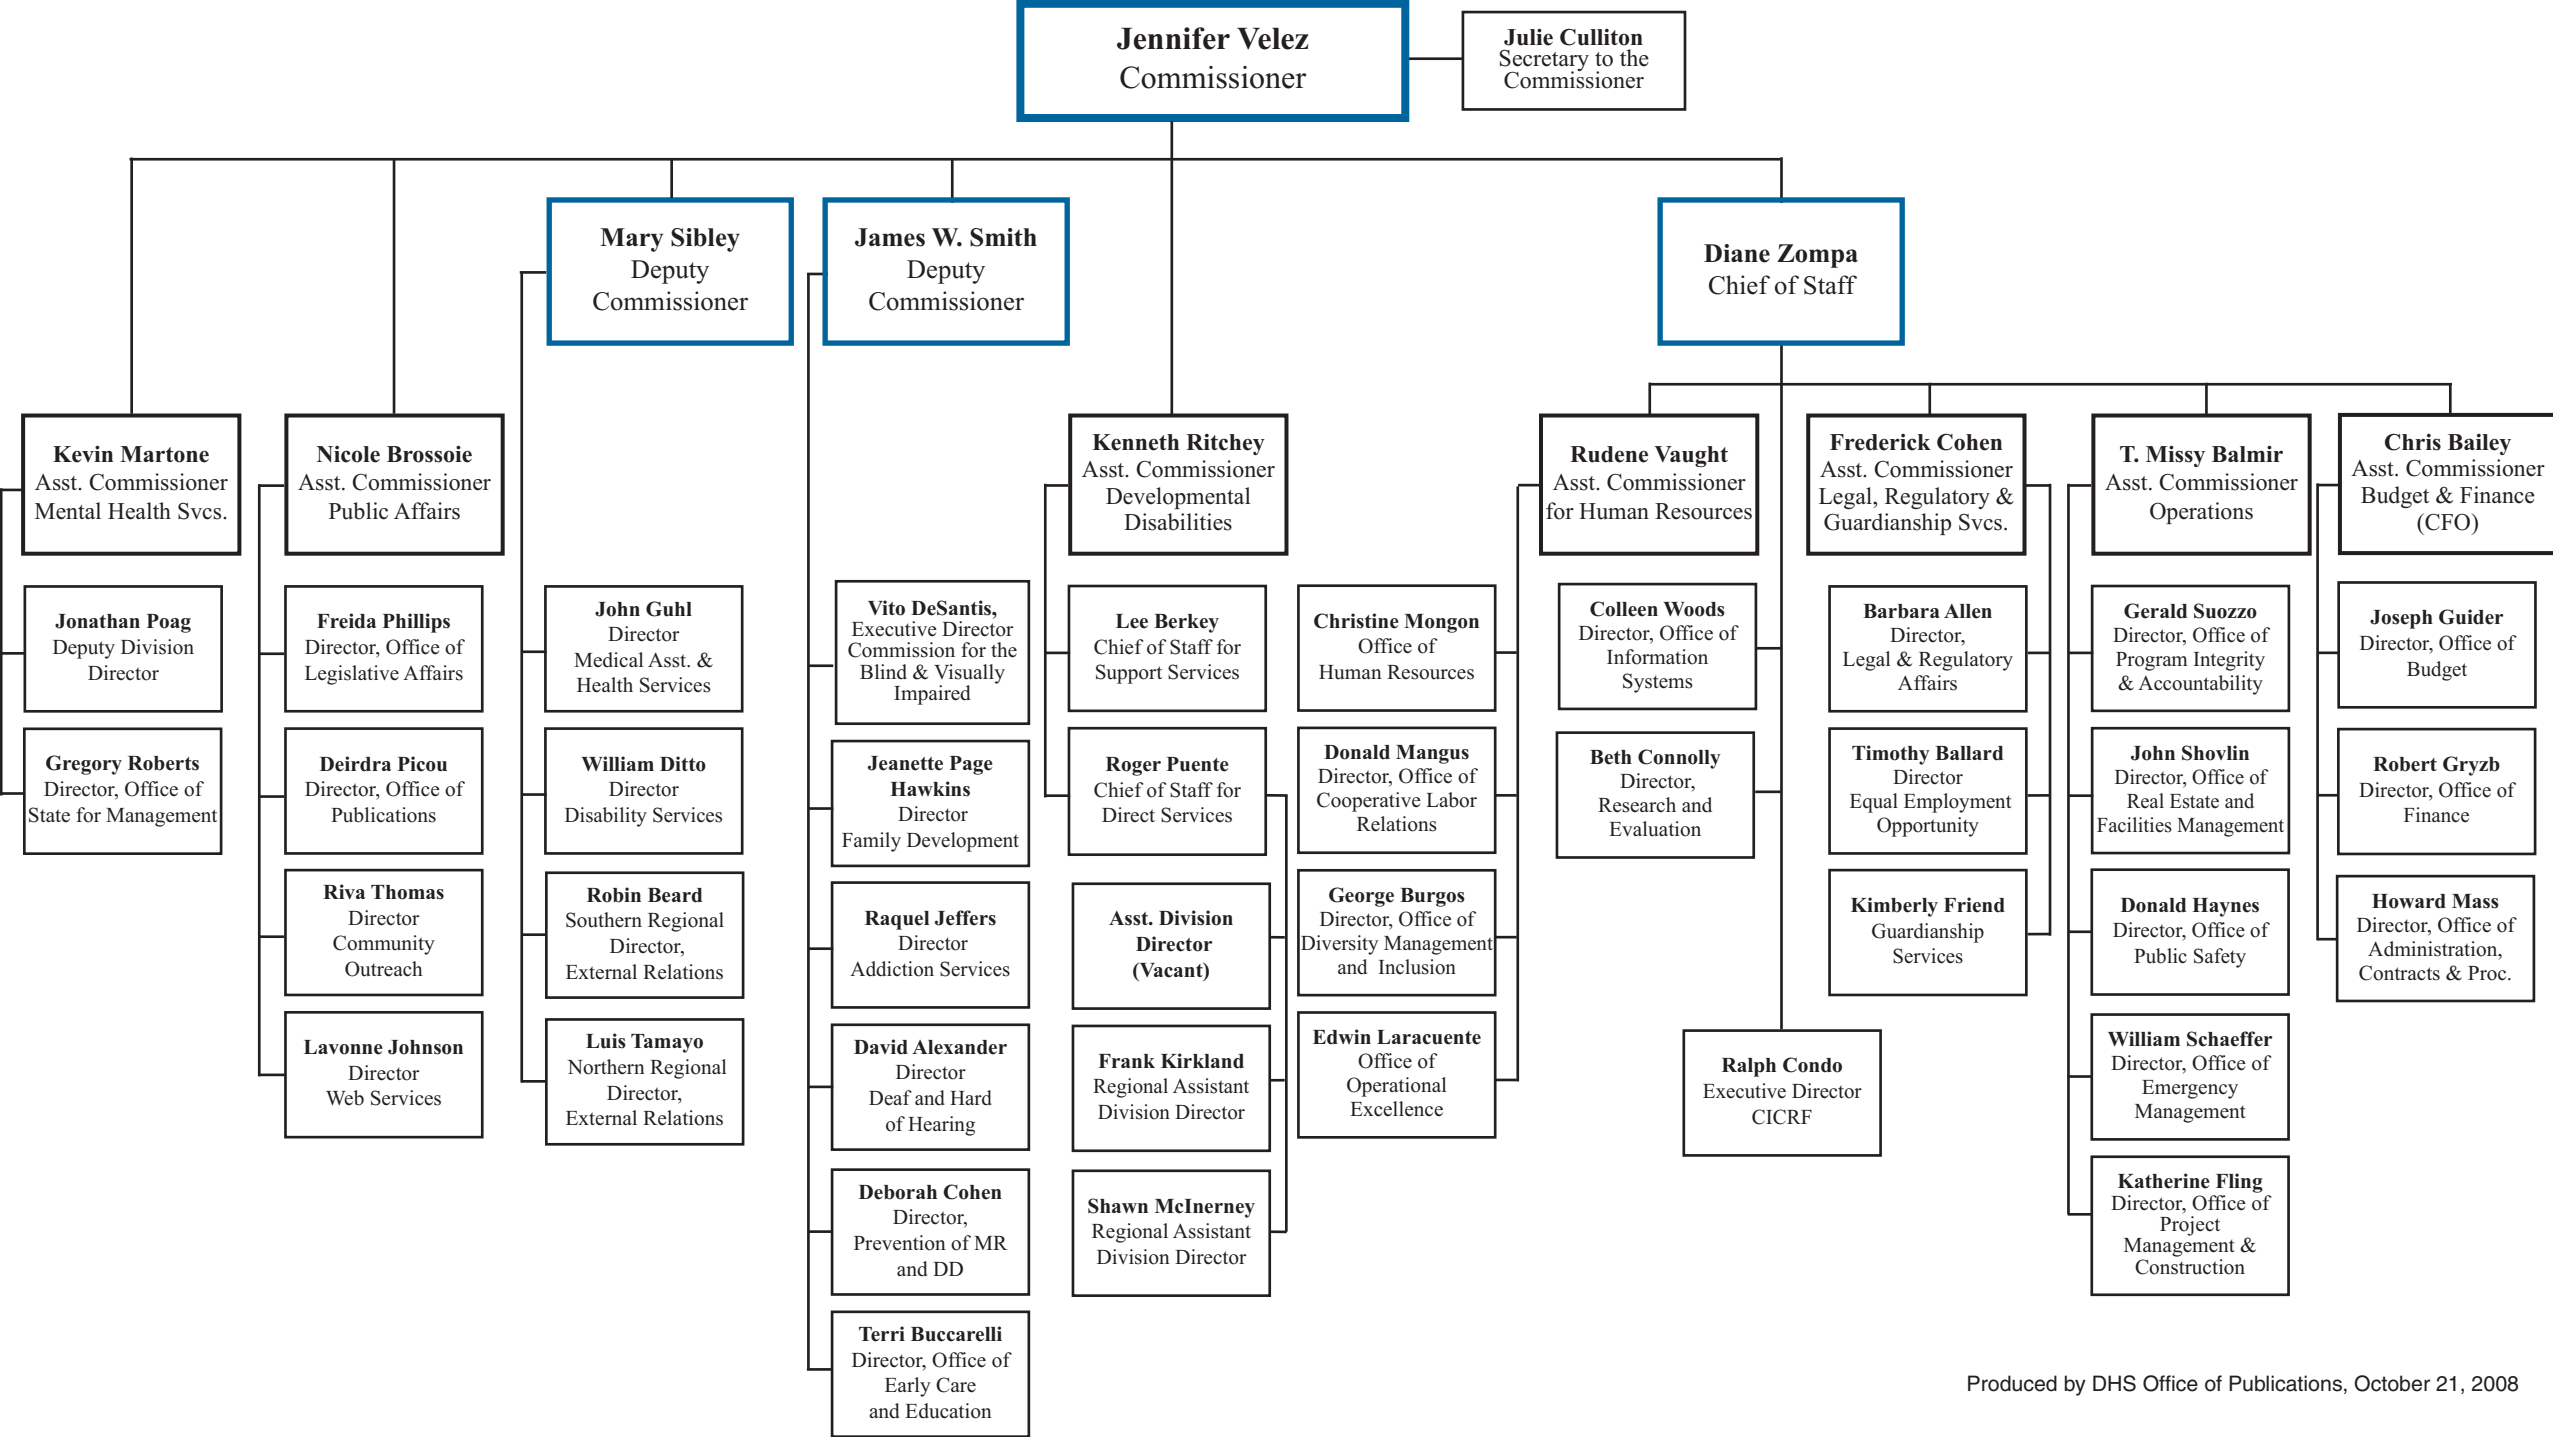 Jennifer Velez
Commissioner
Julie Culliton
Secretary to the
Commissioner
Mary Sibley
Deputy
Commissioner
James W. Smith
Deputy
Commissioner
Diane Zompa
Chief of Staff
Kevin Martone
Asst. Commissioner
Mental Health Svcs.
Nicole Brossoie
Asst. Commissioner
Public Affairs
Kenneth Ritchey
Asst. Commissioner
Developmental
Disabilities
Rudene Vaught
Asst. Commissioner
for Human Resources
Frederick Cohen
Asst. Commissioner
Legal, Regulatory &
Guardianship Svcs.
T. Missy Balmir
Asst. Commissioner
Operations
Chris Bailey
Asst. Commissioner
Budget & Finance
(CFO)
Jonathan Poag
Deputy Division
Director
Gregory Roberts
Director, Office of
State for Management
Freida Phillips
Director, Office of
Legislative Affairs
Deirdra Picou
Director, Office of
Publications
Riva Thomas
Director
Community
Outreach
Lavonne Johnson
Director
Web Services
John Guhl
Director
Medical Asst. &
Health Services
William Ditto
Director
Disability Services
Robin Beard
Southern Regional
Director,
External Relations
Luis Tamayo
Northern Regional
Director,
External Relations
Vito DeSantis,
Executive Director
Commission for the
Blind & Visually
Impaired
Jeanette Page
Hawkins
Director
Family Development
Raquel Jeffers
Director
Addiction Services
David Alexander
Director
Deaf and Hard
of Hearing
Deborah Cohen
Director,
Prevention of MR
and DD
Terri Buccarelli
Director, Office of
Early Care
and Education
Lee Berkey
Chief of Staff for
Support Services
Roger Puente
Chief of Staff for
Direct Services
Asst. Division
Director
(Vacant)
Frank Kirkland
Regional Assistant
Division Director
Shawn McInerney
Regional Assistant
Division Director
Christine Mongon
Office of
Human Resources
Donald Mangus
Director, Office of
Cooperative Labor
Relations
George Burgos
Director, Office of
Diversity Management
and Inclusion
Edwin Laracuente
Office of
Operational
Excellence
Colleen Woods
Director, Office of
Information
Systems
Beth Connolly
Director,
Research and
Evaluation
Ralph Condo
Executive Director
CICRF
Barbara Allen
Director,
Legal & Regulatory
Affairs
Timothy Ballard
Director
Equal Employment
Opportunity
Kimberly Friend
Guardianship
Services
Gerald Suozzo
Director, Office of
Program Integrity
& Accountability
John Shovlin
Director, Office of
Real Estate and
Facilities Management
Donald Haynes
Director, Office of
Public Safety
William Schaeffer
Director, Office of
Emergency
Management
Katherine Fling
Director, Office of
Project
Management &
Construction
Joseph Guider
Director, Office of
Budget
Robert Gryzb
Director, Office of
Finance
Howard Mass
Director, Office of
Administration,
Contracts & Proc.
Produced by DHS Office of Publications, October 21, 2008